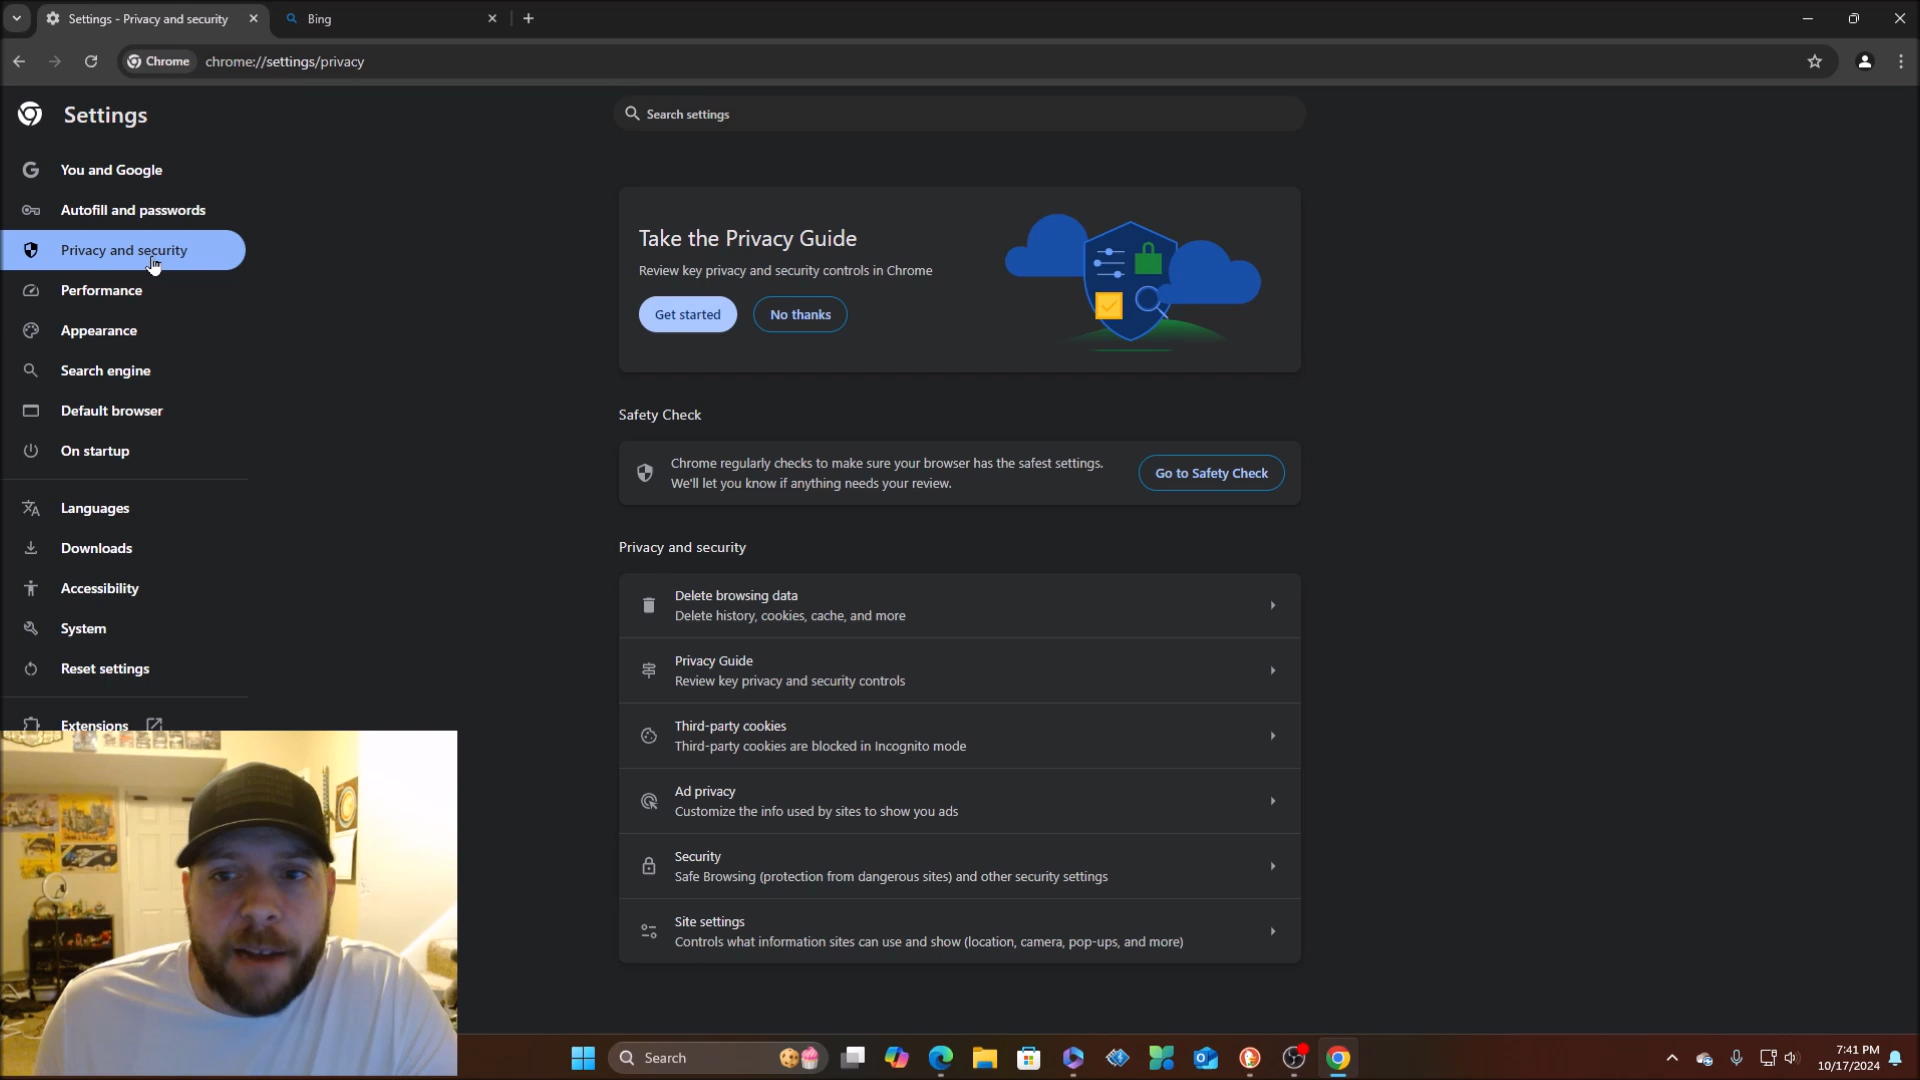 Settings - Privacy and security
Bing
Chrome
chrome://settings/privacy
Settings
Search settings
You and Google
Autofill and passwords
Privacy and security
Performance
Appearance
Search engine
Default browser
On startup
Languages
Downloads
Accessibility
System
Reset settings
Extensions
Take the Privacy Guide
Review key privacy and security controls in Chrome
Get started
No thanks
Safety Check
Chrome regularly checks to make sure your browser has the safest settings.
We'll let you know if anything needs your review.
Go to Safety Check
Privacy and security
Delete browsing data
Delete history, cookies, cache, and more
Privacy Guide
Review key privacy and security controls
Third-party cookies
Third-party cookies are blocked in Incognito mode
Ad privacy
Customize the info used by sites to show you ads
Security
Safe Browsing (protection from dangerous sites) and other security settings
Site settings
Controls what information sites can use and show (location, camera, pop-ups, and more)
Search
7:41 PM
10/17/2024